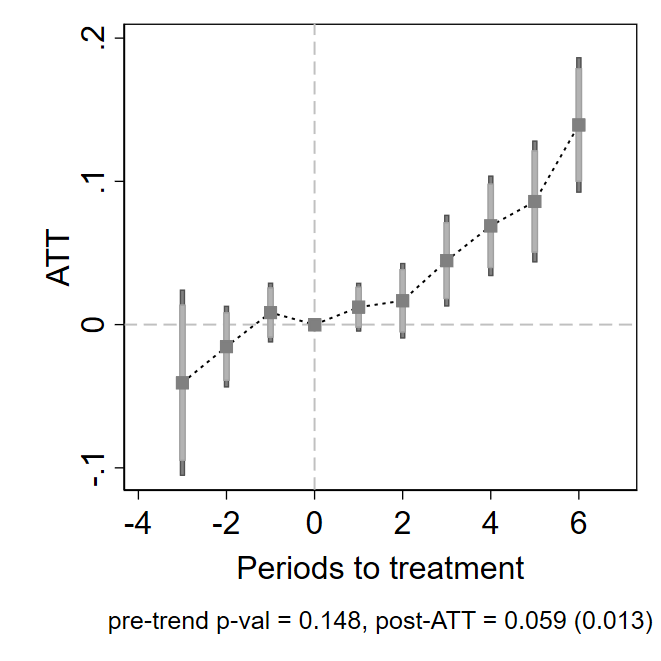 .2
.1
0
-.1
ATT
-4 -2 0 2 4 6
Periods to treatment
pre-trend p-val = 0.148, post-ATT = 0.059 (0.013)